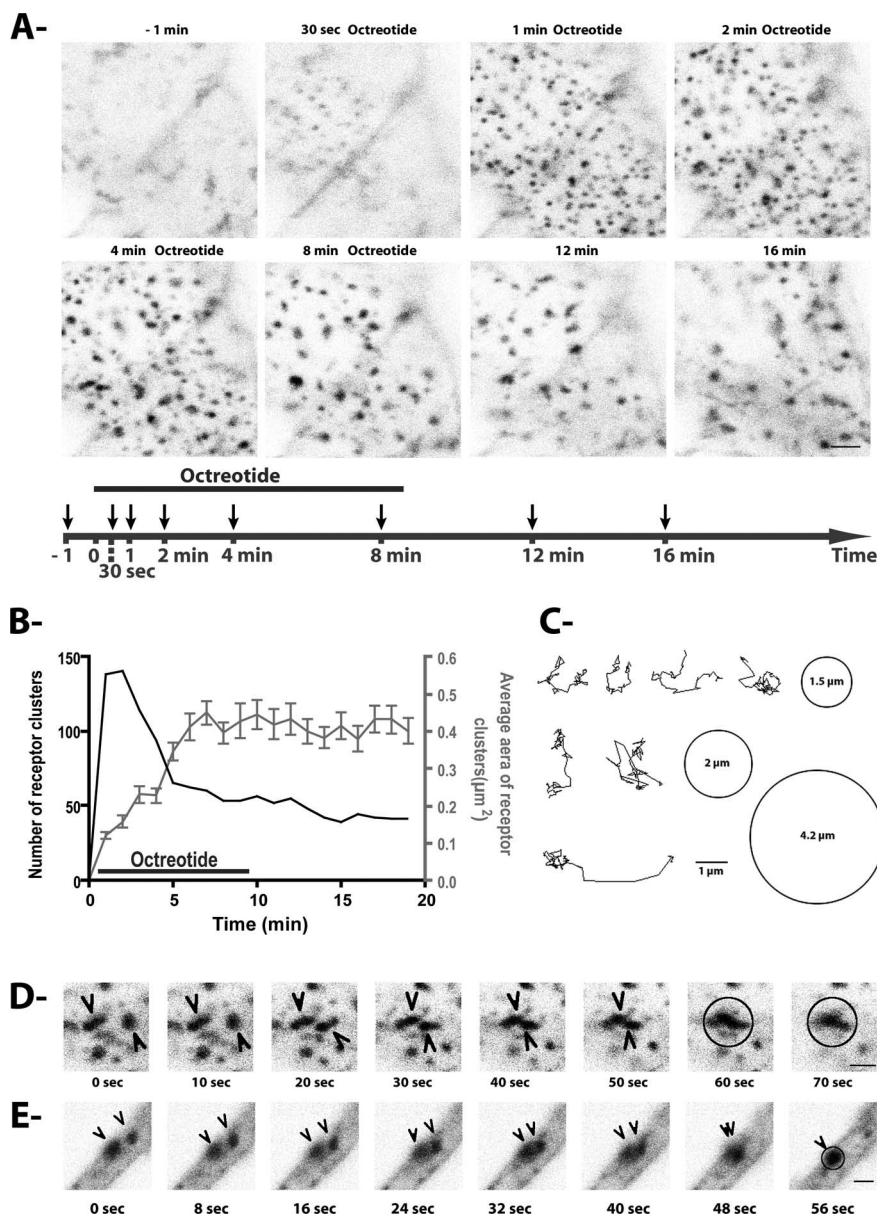 A-
- 1 min
30 sec Octreotide
1 min Octreotide
2 min Octreotide
4 min Octreotide
8 min Octreotide
12 min
16 min
Octreotide
- 1 0 1 2 min 4 min 8 min 12 min 16 min Time
30 sec
B-
150
100
50
0
Number of receptor clusters
0.6
0.5
0.4
0.3
0.2
0.1
0.0
Average aera of receptor
clusters(µm²)
Octreotide
0 5 10 15 20
Time (min)
C-
1.5 µm
2 µm
4.2 µm
1 µm
D-
0 sec 10 sec 20 sec 30 sec 40 sec 50 sec 60 sec 70 sec
E-
0 sec 8 sec 16 sec 24 sec 32 sec 40 sec 48 sec 56 sec